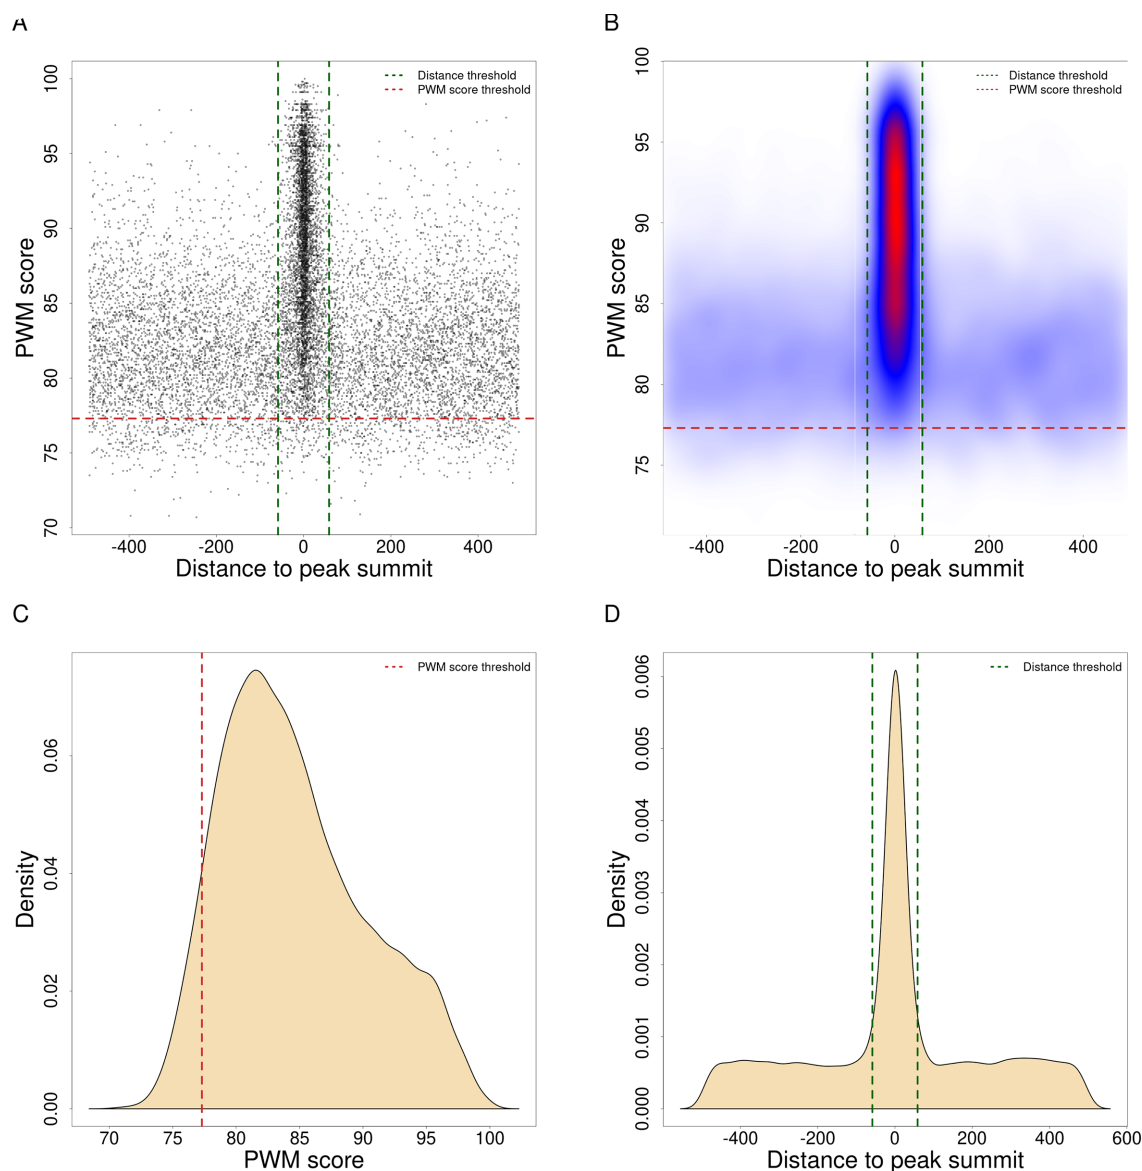 A
B
Distance threshold
PWM score threshold
PWM score
70 75 80 85 90 95 100
-400 -200 0 200 400
Distance to peak summit
Distance threshold
PWM score threshold
PWM score
75 80 85 90 95 100
-400 -200 0 200 400
Distance to peak summit
C
D
PWM score threshold
Density
0.00 0.02 0.04 0.06
70 75 80 85 90 95 100
PWM score
Distance threshold
Density
0.000 0.001 0.002 0.003 0.004 0.005 0.006
-400 -200 0 200 400 600
Distance to peak summit